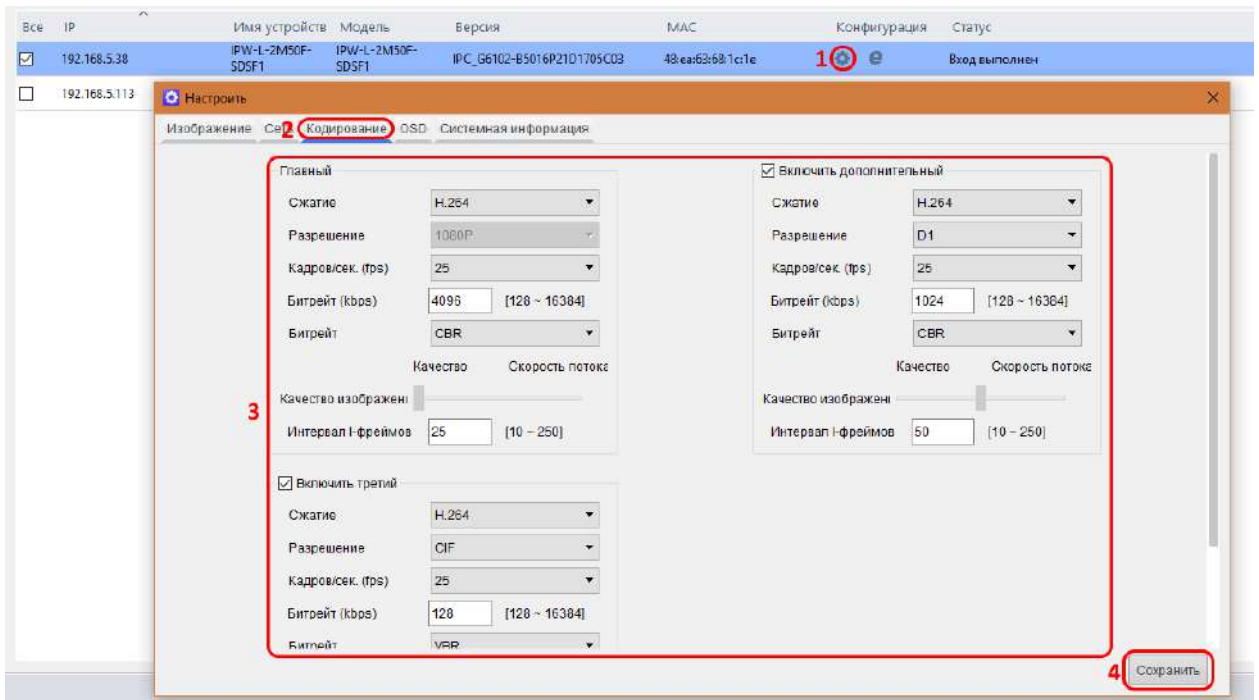 Все IP Имя устройств Модель Версия MAC Конфигурация Статус
192.168.5.38 IPW-L-2M50F-SDSF1 IPW-L-2M50F-SDSF1 IPC_G6102-B5016P21D1705C03 48:ea:63:68:1c:1e 1 Вход выполнен
192.168.5.113
Настроить
Изображение Сеть 2 Кодирование OSD Системная информация
Главный
Сжатие H.264
Разрешение 1080P
Кадров/сек. (fps) 25
Битрейт (kbps) 4096 [128 ~ 16384]
Битрейт CBR
Качество Скорость потока
Качество изображени
Интервал I-фреймов 25 [10 ~ 250]
Включить дополнительный
Сжатие H.264
Разрешение D1
Кадров/сек. (fps) 25
Битрейт (kbps) 1024 [128 ~ 16384]
Битрейт CBR
Качество Скорость потока
Качество изображени
Интервал I-фреймов 50 [10 ~ 250]
3
Включить третий
Сжатие H.264
Разрешение CIF
Кадров/сек. (fps) 25
Битрейт (kbps) 128 [128 ~ 16384]
Битрейт VBR
4 Сохранить